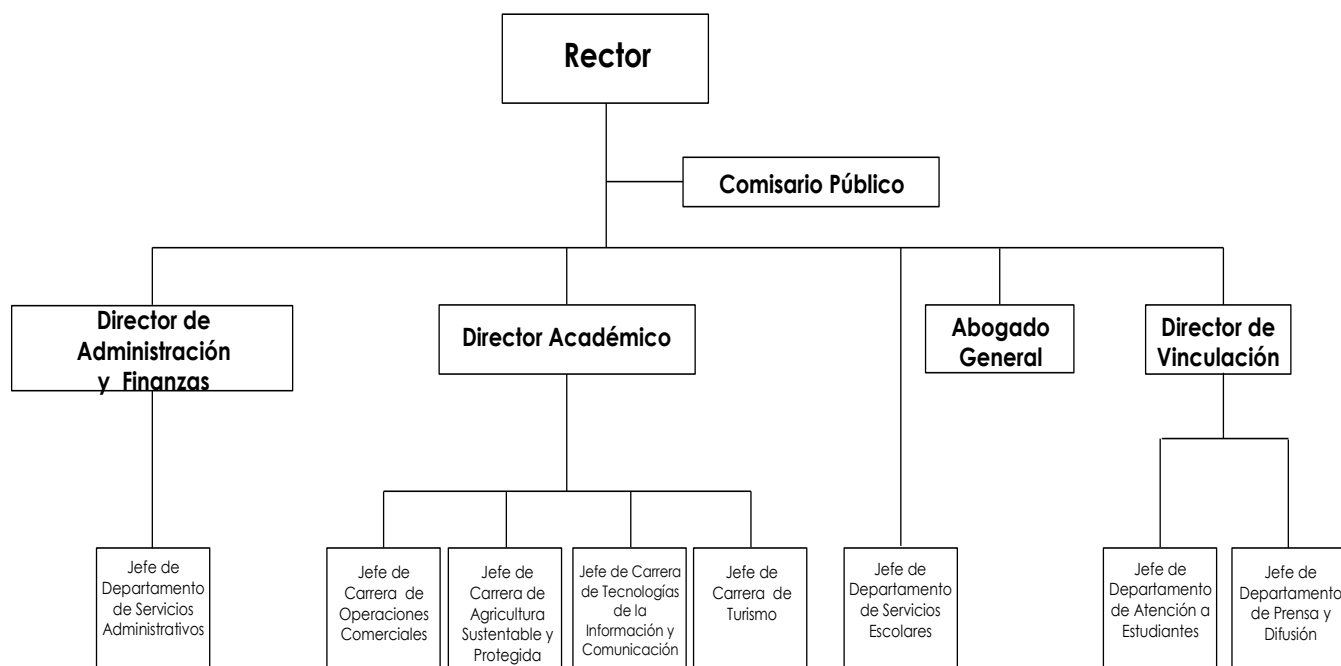 Rector
Comisario Público
Director de
Administración
y Finanzas
Director Académico
Abogado
General
Director de
Vinculación
Jefe de
Departamento
de Servicios
Administrativos
Jefe de
Carrera de
Operaciones
Comerciales
Jefe de
Carrera de
Agricultura
Sustentable y
Protegida
Jefe de Carrera
de Tecnologías
de la
Información y
Comunicación
Jefe de
Carrera de
Turismo
Jefe de
Departamento
de Servicios
Escolares
Jefe de
Departamento
de Atención a
Estudiantes
Jefe de
Departamento
de Prensa y
Difusión